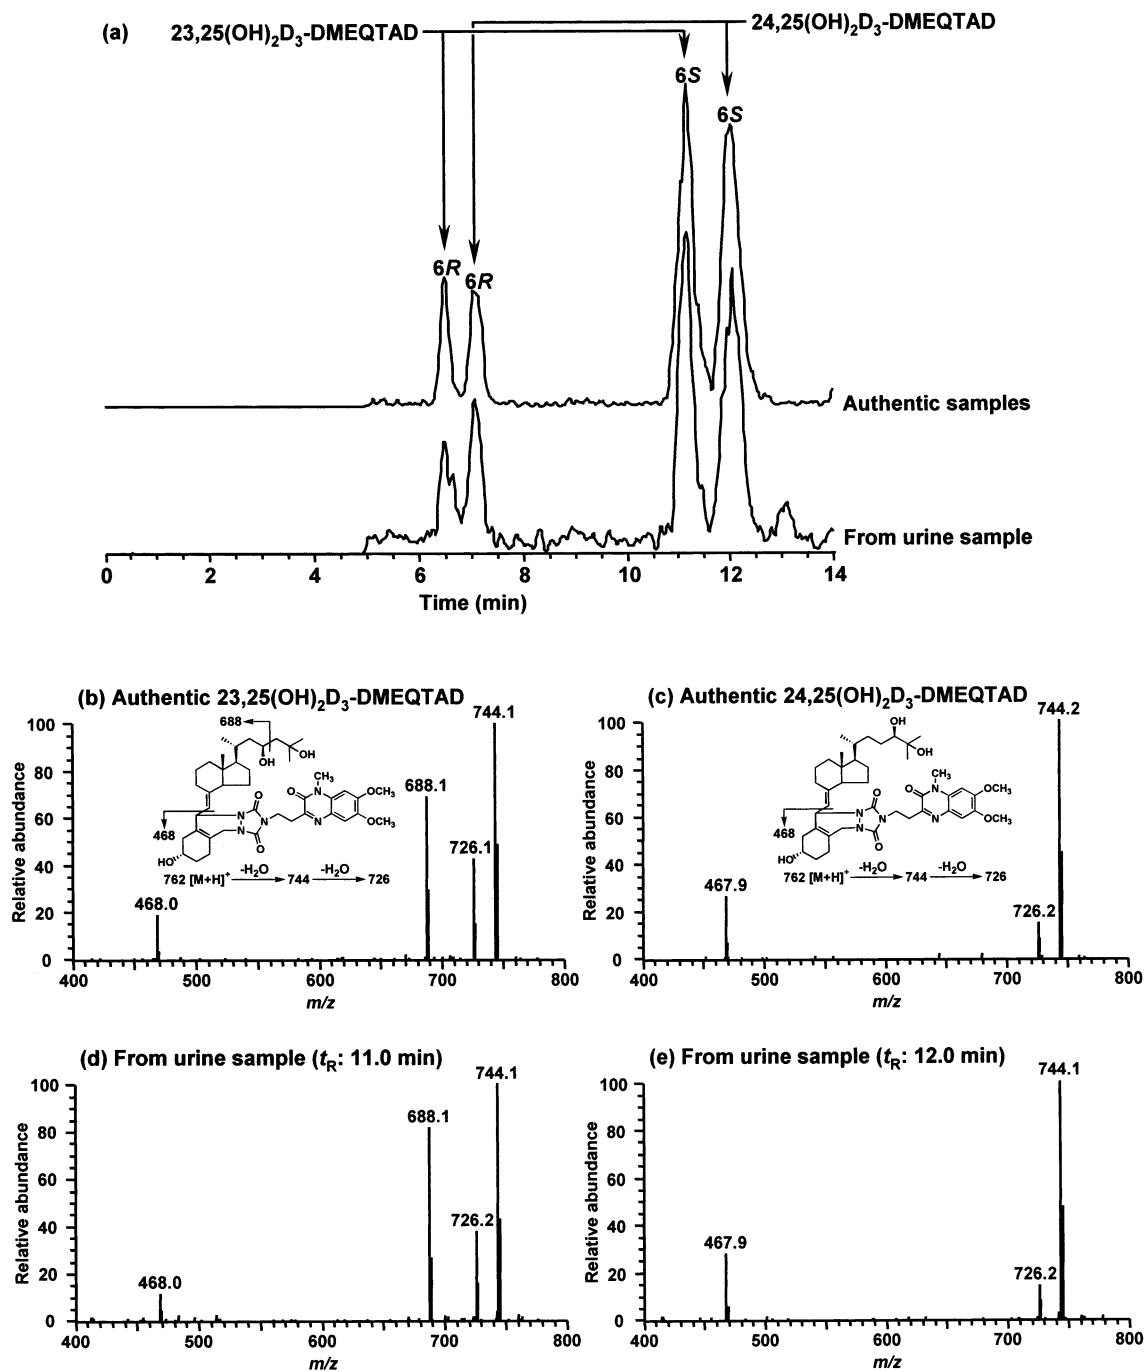 (a) 23,25(OH)₂D₃-DMEQTAD
24,25(OH)₂D₃-DMEQTAD
6S
6S
6R
6R
Authentic samples
From urine sample
0 2 4 6 8 10 12 14
Time (min)
(b) Authentic 23,25(OH)₂D₃-DMEQTAD
744.1
688
OH
OH
CH₃
O
N
OCH₃
O
N
N
N
N
OCH₃
O
468
HO
688.1
726.1
468.0
762 [M+H]⁺ -H₂O 744 -H₂O 726
Relative abundance
100
80
60
40
20
0
400 500 600 700 800
m/z
(c) Authentic 24,25(OH)₂D₃-DMEQTAD
744.2
OH
OH
CH₃
O
N
OCH₃
O
N
N
N
N
OCH₃
O
468
HO
762 [M+H]⁺ -H₂O 744 -H₂O 726
467.9
726.2
Relative abundance
100
80
60
40
20
0
400 500 600 700 800
m/z
(d) From urine sample (tR: 11.0 min)
744.1
688.1
726.2
468.0
Relative abundance
100
80
60
40
20
0
400 500 600 700 800
m/z
(e) From urine sample (tR: 12.0 min)
744.1
467.9
726.2
Relative abundance
100
80
60
40
20
0
400 500 600 700 800
m/z